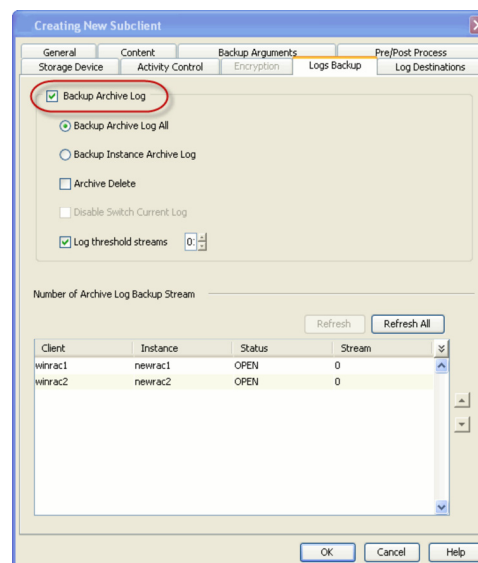 Creating New Subclient
General Content Backup Arguments Pre/Post Process
Storage Device Activity Control Encryption Logs Backup Log Destinations
Backup Archive Log
Backup Archive Log All
Backup Instance Archive Log
Archive Delete
Disable Switch Current Log
Log threshold streams 0
Number of Archive Log Backup Stream
Refresh Refresh All
Client Instance Status Stream
winrac1 newrac1 OPEN 0
winrac2 newrac2 OPEN 0
OK Cancel Help